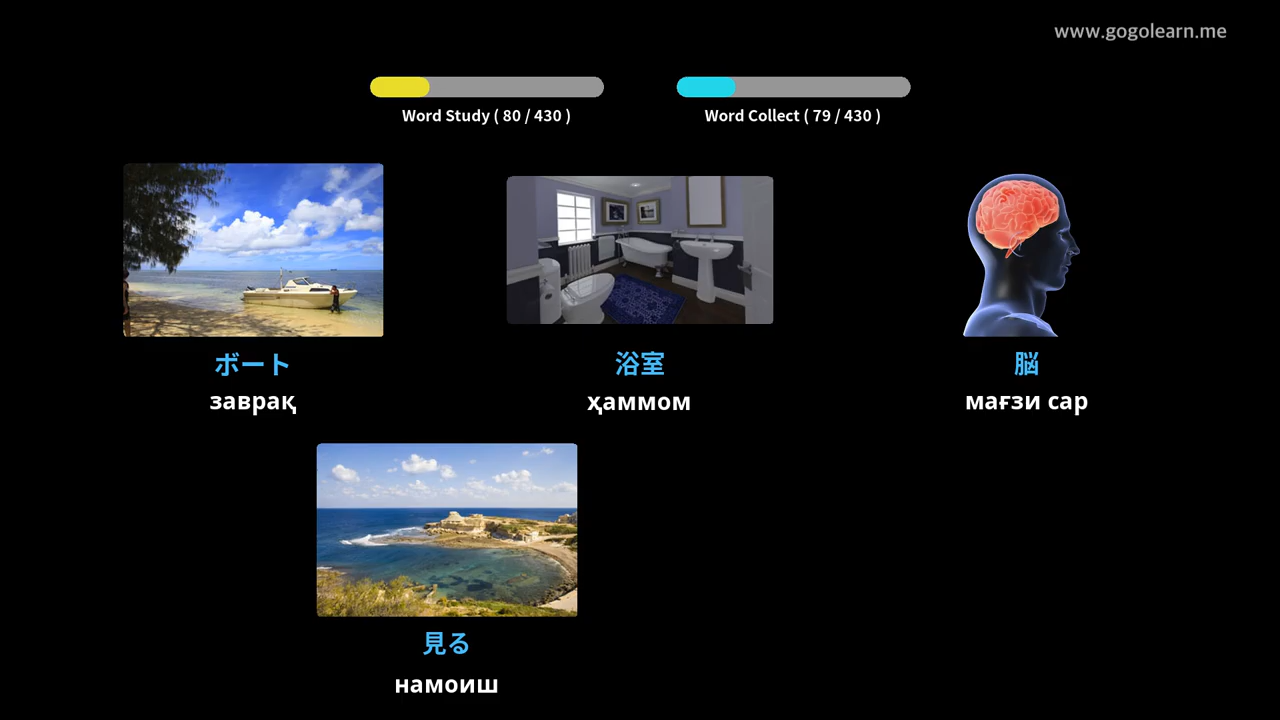 www.gogolearn.me
Word Study ( 80 / 430 )
Word Collect ( 79 / 430 )
ボート
заврақ
浴室
ҳаммом
脳
мағзи сар
見る
намоиш